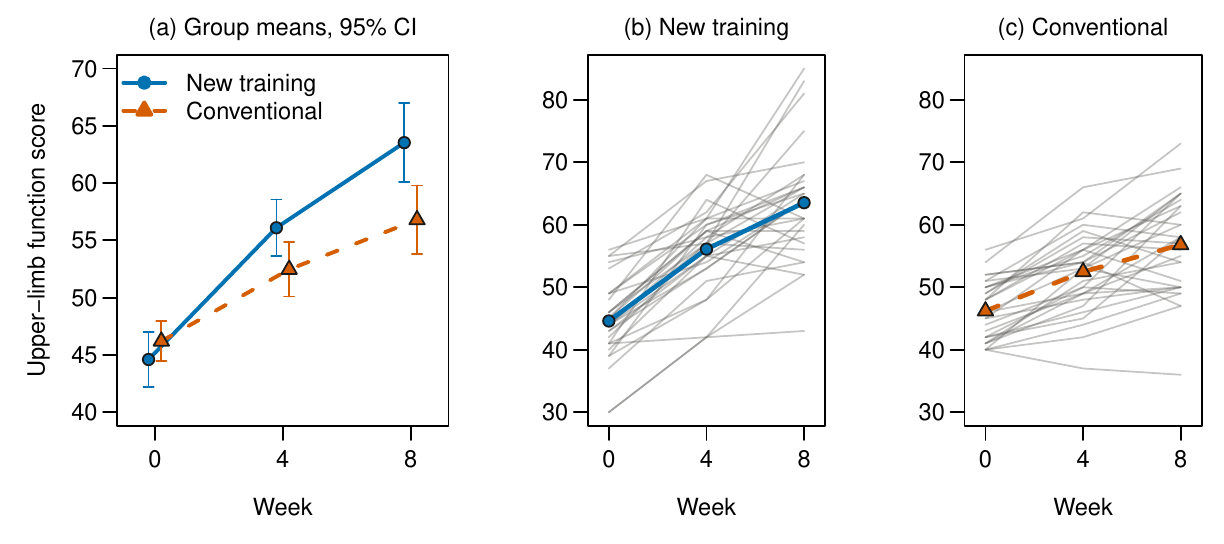 (a) Group means, 95% CI
Upper−limb function score
70
65
60
55
50
45
40
New training
Conventional
0 4 8
Week
(b) New training
80
70
60
50
40
30
0 4 8
Week
(c) Conventional
80
70
60
50
40
30
0 4 8
Week